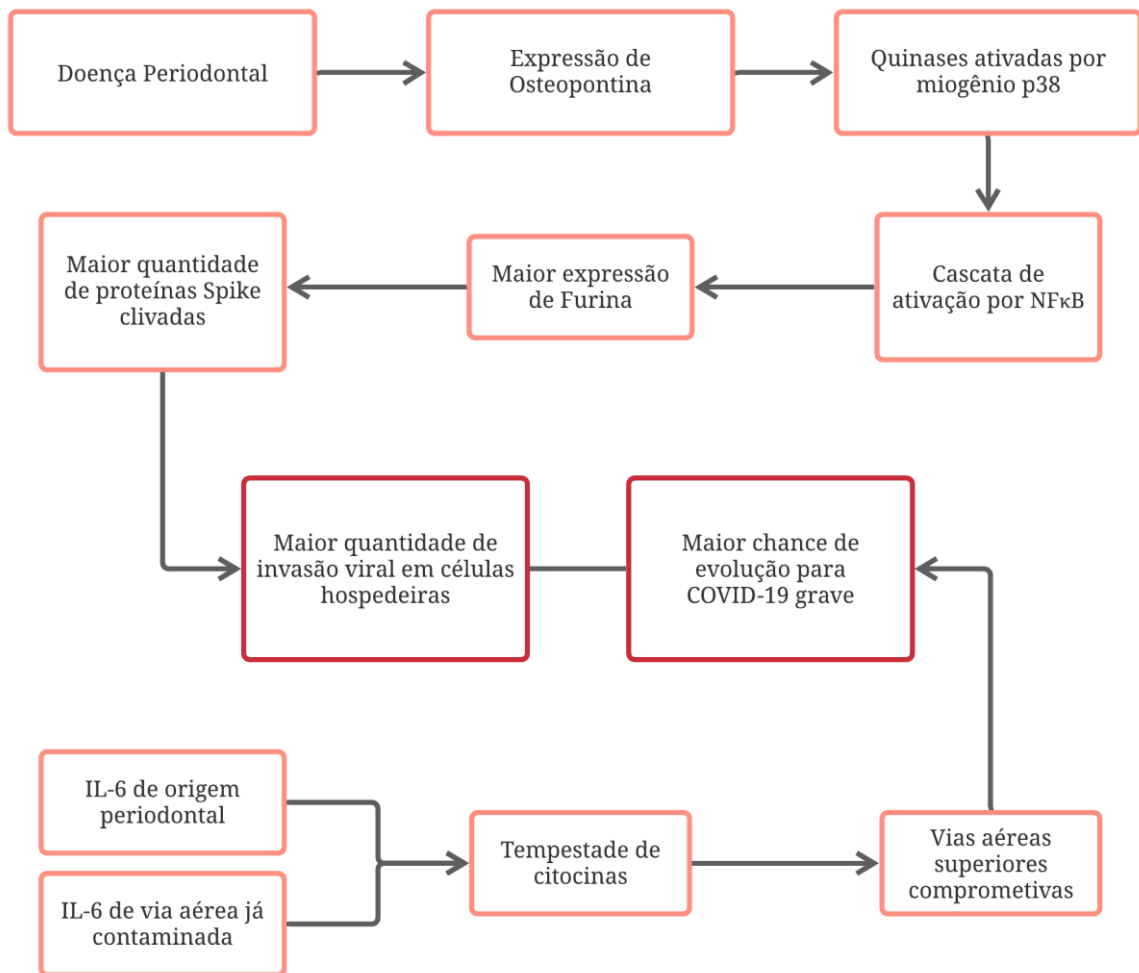 Doença Periodontal
Expressão de
Osteopontina
Quinases ativadas por
miogênio p38
Cascata de
ativação por NFκB
Maior expressão
de Furina
Maior quantidade
de proteínas Spike
clivadas
Maior quantidade de
invasão viral em células
hospedeiras
Maior chance de
evolução para
COVID-19 grave
IL-6 de origem
periodontal
IL-6 de via aérea já
contaminada
Tempestade de
citocinas
Vias aéreas
superiores
comprometivas